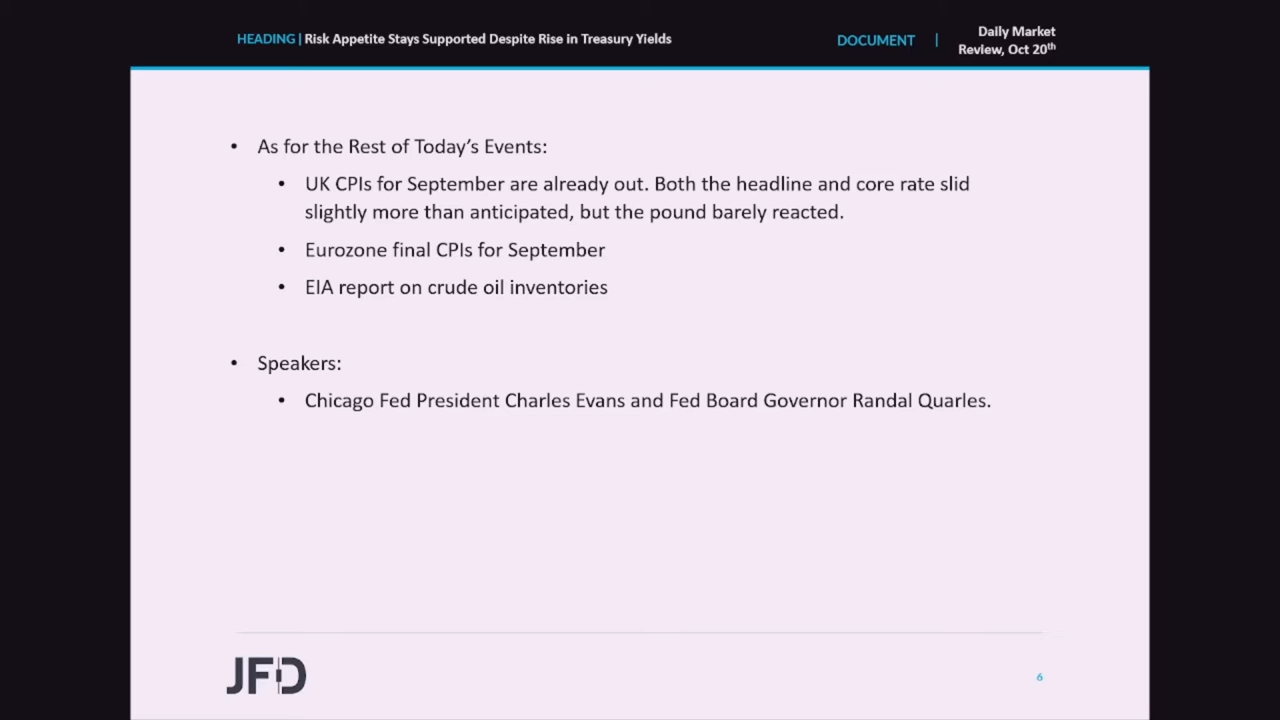 HEADING | Risk Appetite Stays Supported Despite Rise in Treasury Yields
DOCUMENT |
Daily Market
Review, Oct 20th
• As for the Rest of Today's Events:
• UK CPIs for September are already out. Both the headline and core rate slid
slightly more than anticipated, but the pound barely reacted.
• Eurozone final CPIs for September
• EIA report on crude oil inventories
• Speakers:
• Chicago Fed President Charles Evans and Fed Board Governor Randal Quarles.
JFD
6